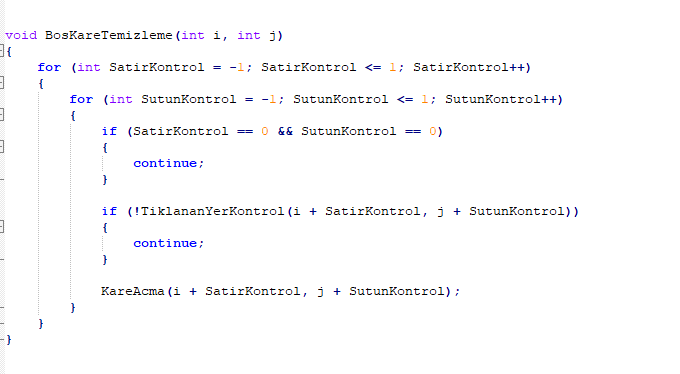 void BosKareTemizleme(int i, int j)
{
    for (int SatirKontrol = -1; SatirKontrol <= 1; SatirKontrol++)
    {
        for (int SutunKontrol = -1; SutunKontrol <= 1; SutunKontrol++)
        {
            if (SatirKontrol == 0 && SutunKontrol == 0)
            {
                continue;
            }

            if (!TiklananYerKontrol(i + SatirKontrol, j + SutunKontrol))
            {
                continue;
            }

            KareAcma(i + SatirKontrol, j + SutunKontrol);
        }
    }
}